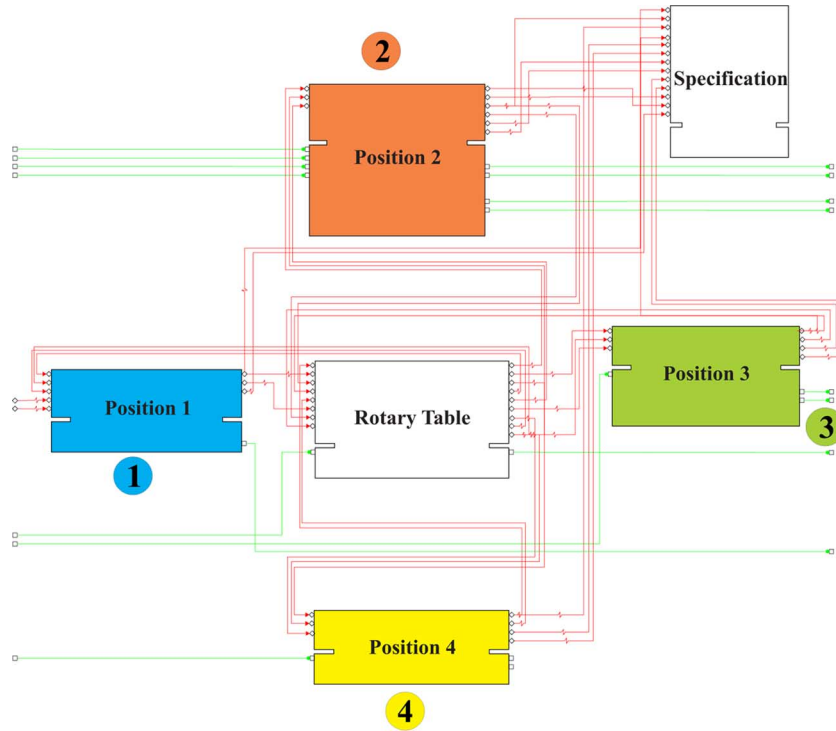 2
Specification
Position 2
Position 3
Position 1
Rotary Table
3
1
Position 4
4